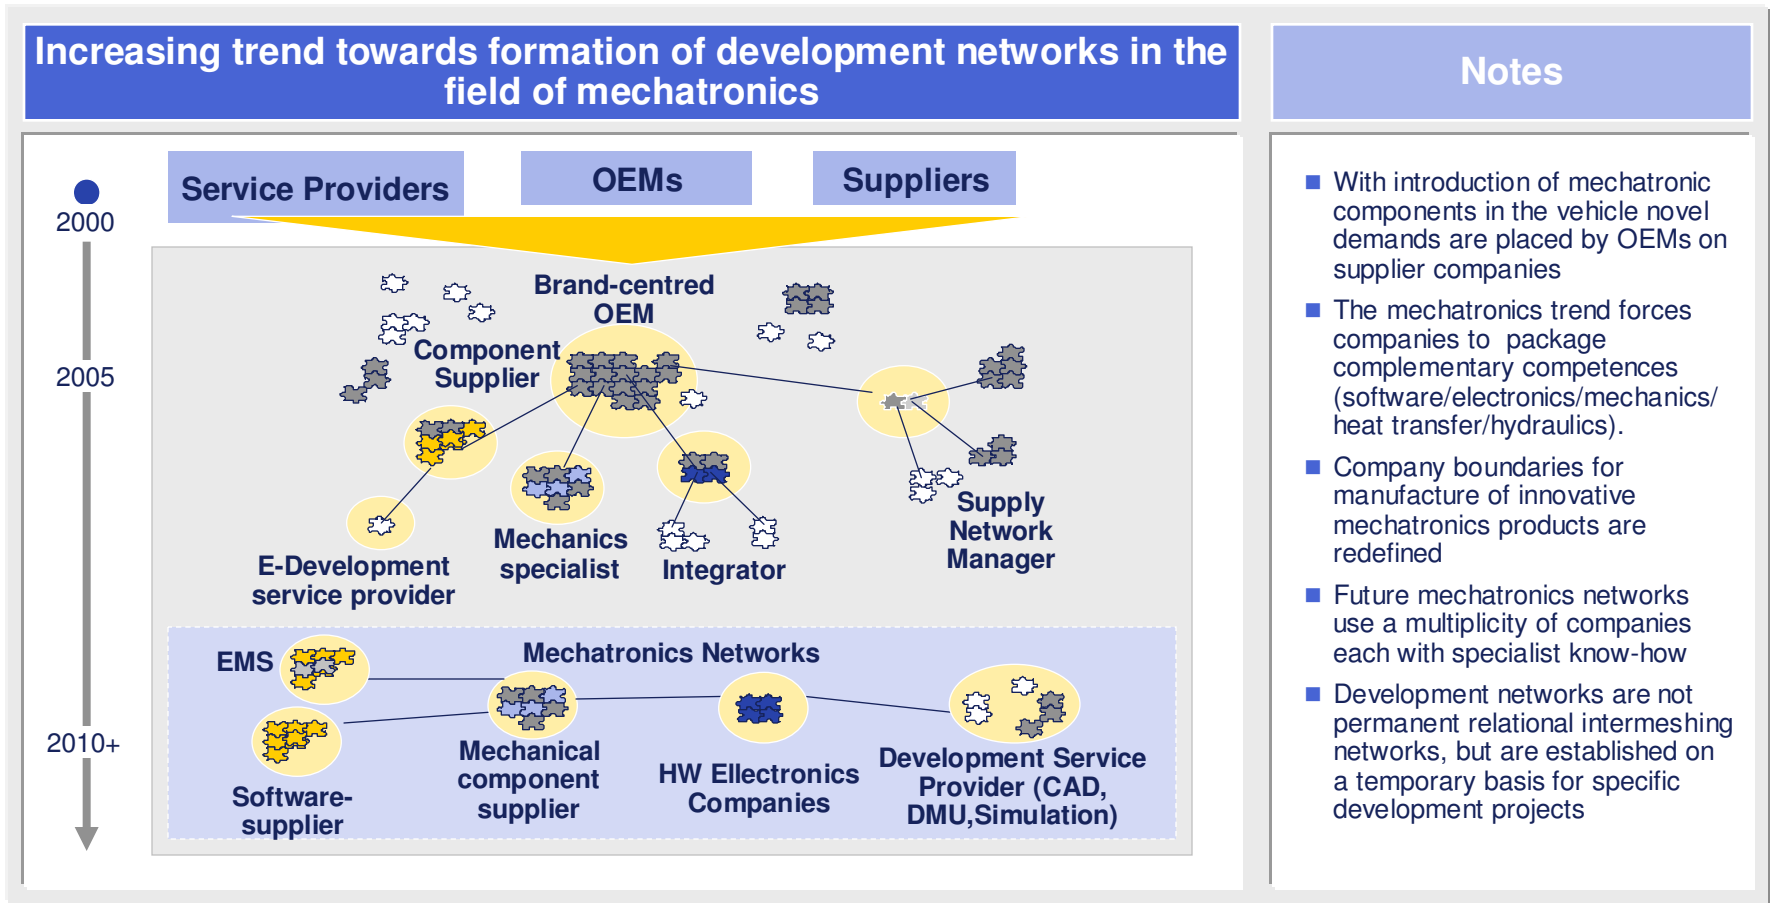 Increasing trend towards formation of development networks in the
field of mechatronics
Notes
Service Providers
OEMs
Suppliers
2000
2005
2010+
Brand-centred
OEM
Component
Supplier
E-Development
service provider
Mechanics
specialist
Integrator
Supply
Network
Manager
EMS
Mechatronics Networks
Software-
supplier
Mechanical
component
supplier
HW Ellectronics
Companies
Development Service
Provider (CAD,
DMU,Simulation)
With introduction of mechatronic
components in the vehicle novel
demands are placed by OEMs on
supplier companies
The mechatronics trend forces
companies to package
complementary competences
(software/electronics/mechanics/
heat transfer/hydraulics).
Company boundaries for
manufacture of innovative
mechatronics products are
redefined
Future mechatronics networks
use a multiplicity of companies
each with specialist know-how
Development networks are not
permanent relational intermeshing
networks, but are established on
a temporary basis for specific
development projects